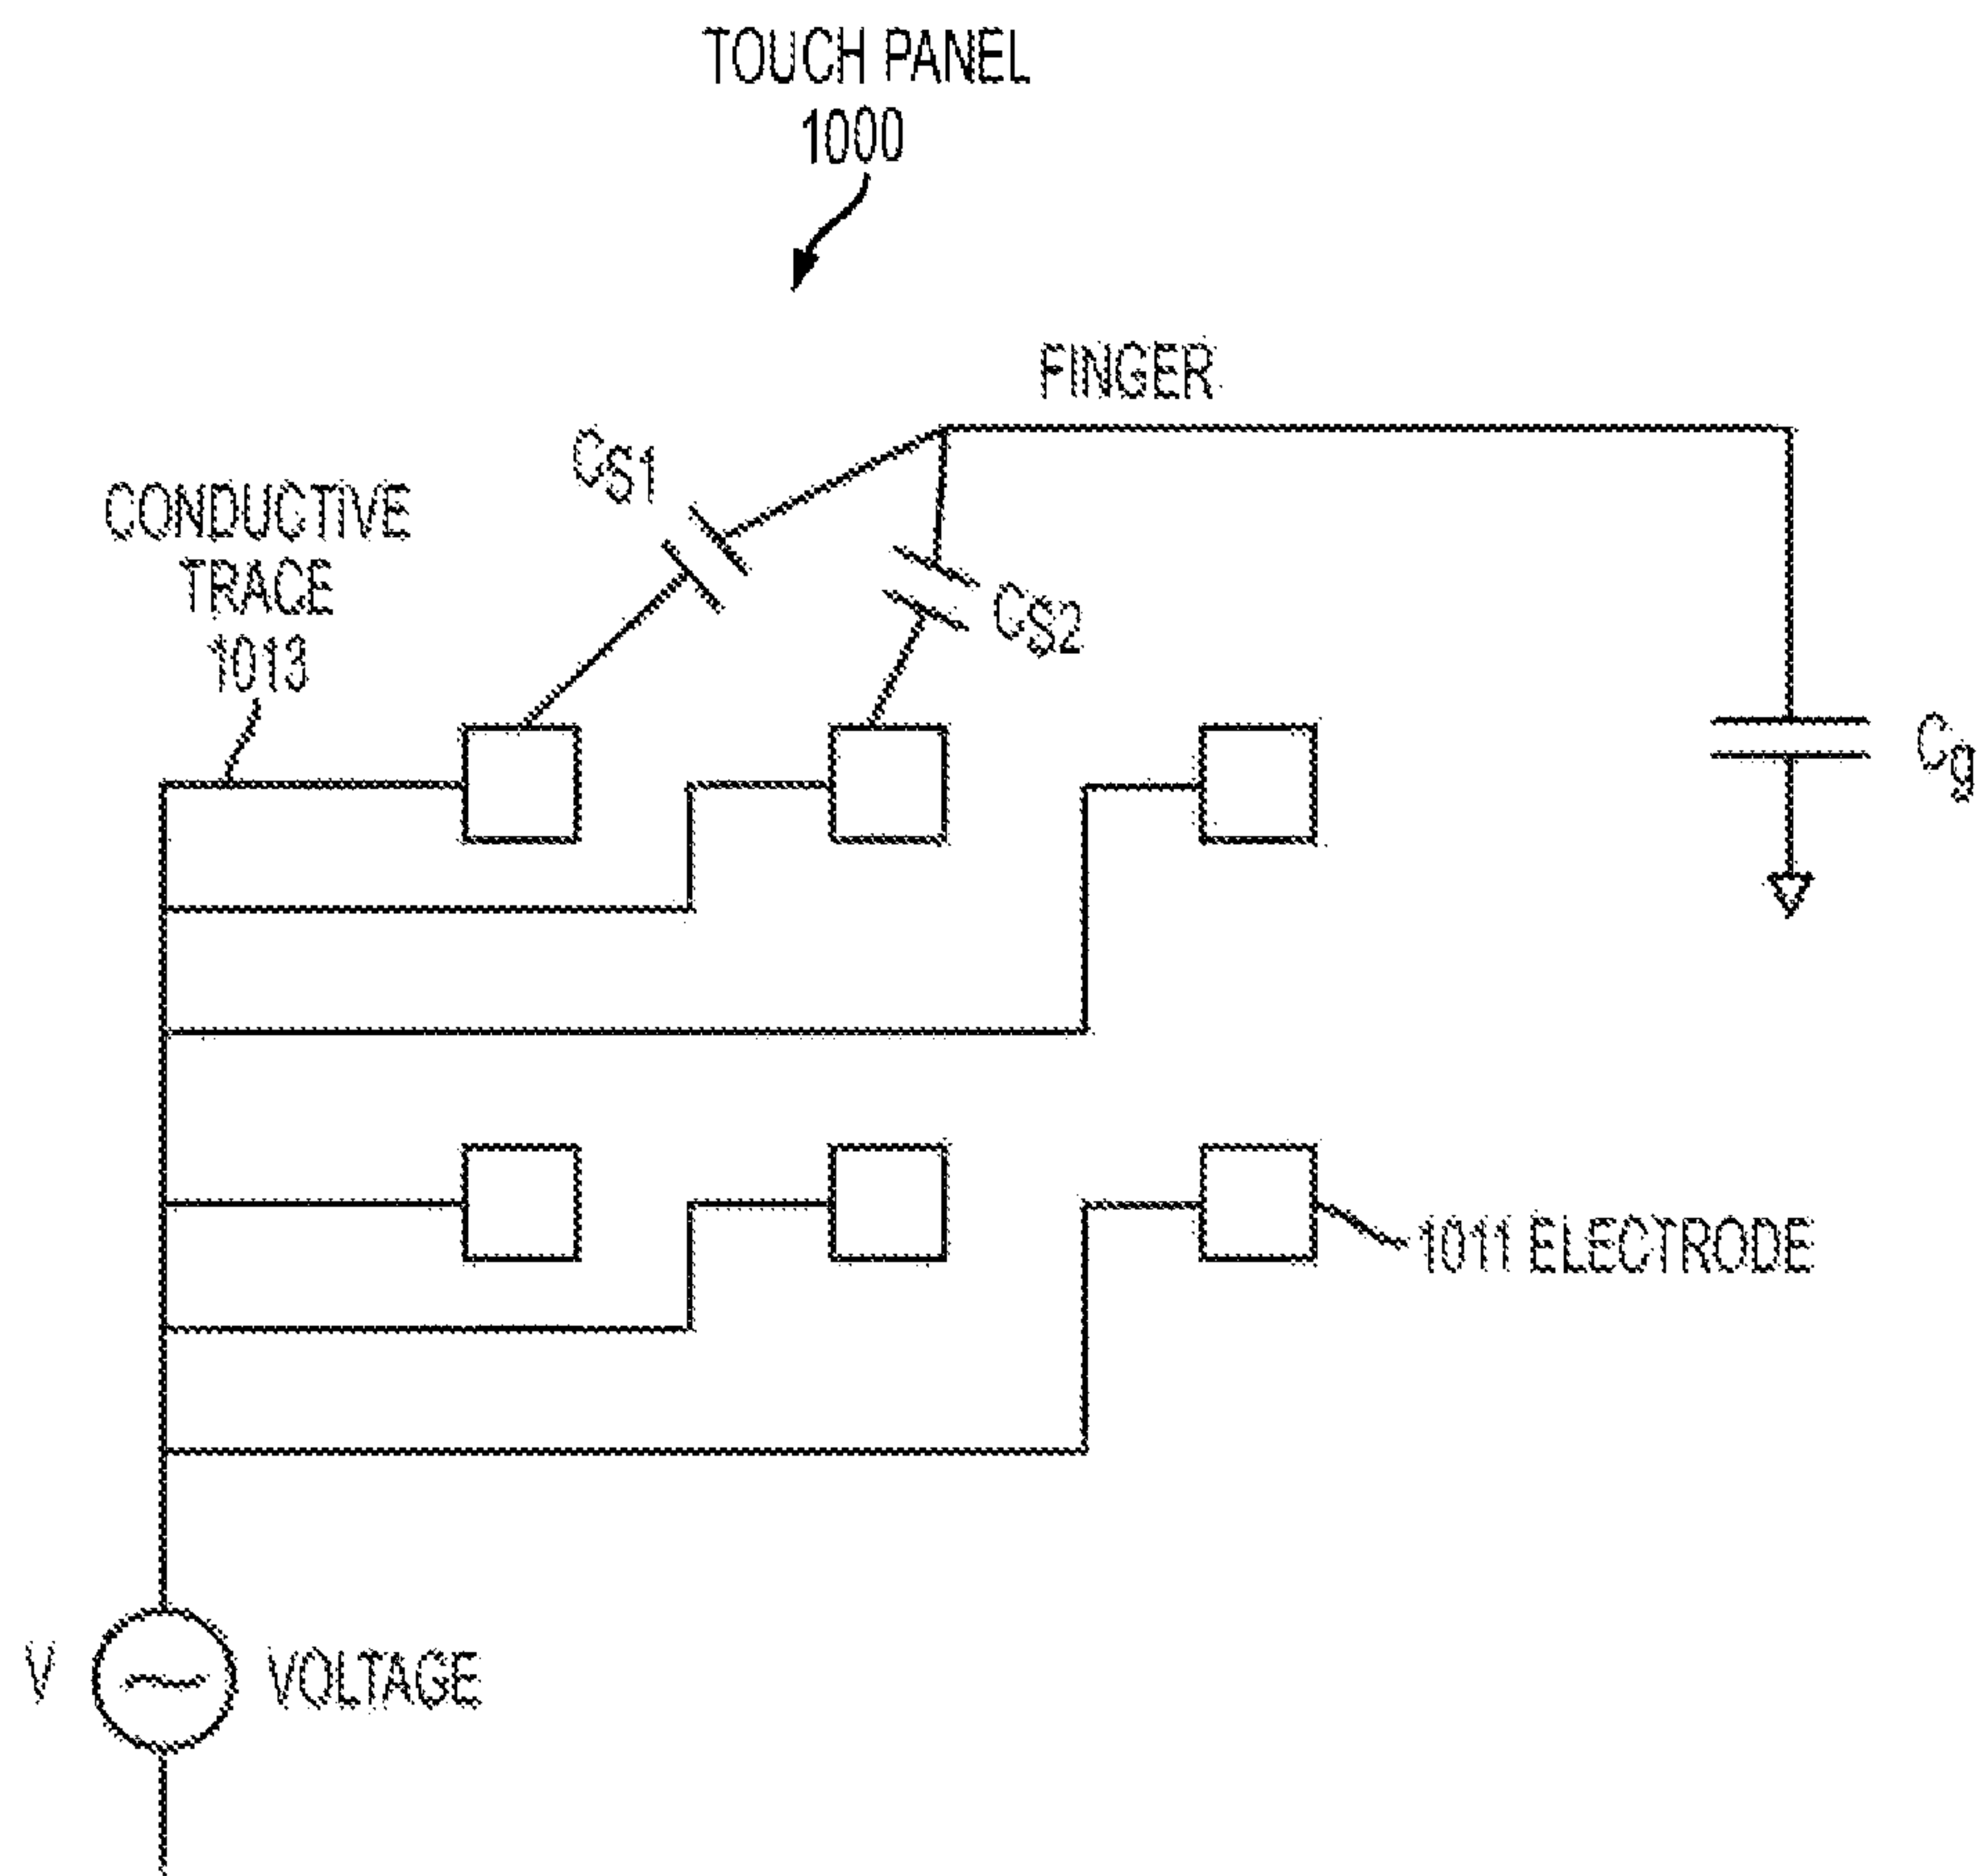 TOUCH PANEL
1000
FINGER
CS1
CONDUCTIVE
TRACE
1013
CS2
Cg
1011 ELECTRODE
V
VOLTAGE